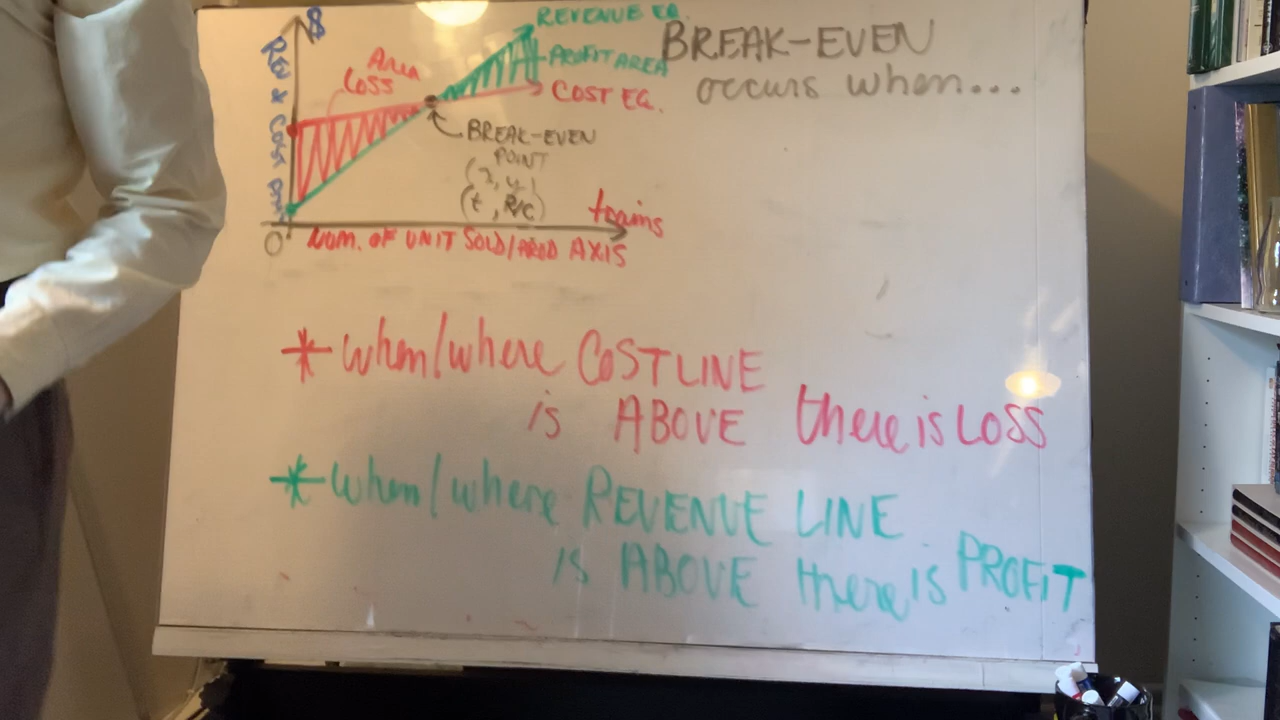 $
REVENUE EQ.
PROFIT AREA
BREAK-EVEN
occurs when...
AREA
LOSS
COST EQ.
BREAK-EVEN
POINT
(t, R/C)
trains
0
NUM. OF UNIT SOLD/PROD AXIS
* when/where COST LINE
is ABOVE there is LOSS
* when/where REVENUE LINE
is ABOVE there is PROFIT